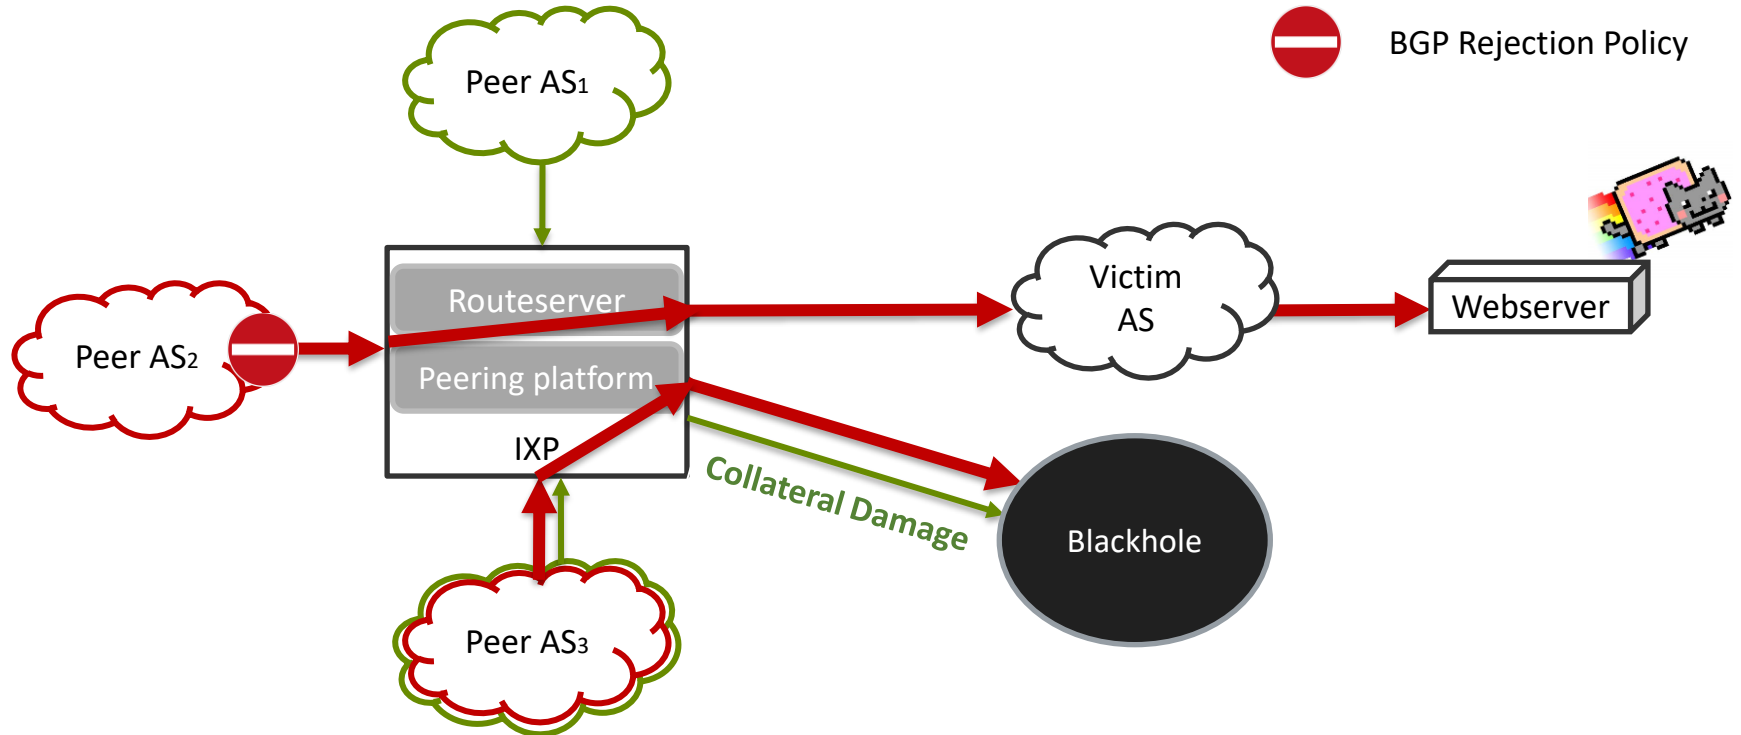 BGP Rejection Policy
Peer AS1
Routeserver
Victim
AS
Webserver
Peer AS2
Peering platform
IXP
Collateral Damage
Blackhole
Peer AS3